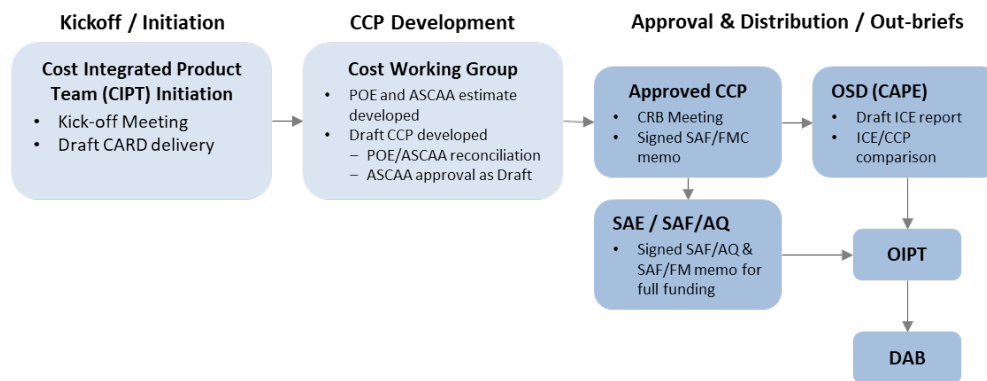 Kickoff / Initiation
Cost Integrated Product
Team (CIPT) Initiation
• Kick-off Meeting
• Draft CARD delivery
CCP Development
Cost Working Group
• POE and ASCAA estimate
developed
• Draft CCP developed
– POE/ASCAA reconciliation
– ASCAA approval as Draft
Approval & Distribution / Out-briefs
Approved CCP
• CRB Meeting
• Signed SAF/FMC
memo
OSD (CAPE)
• Draft ICE report
• ICE/CCP
comparison
SAE / SAF/AQ
• Signed SAF/AQ &
SAF/FM memo for
full funding
OIPT
DAB